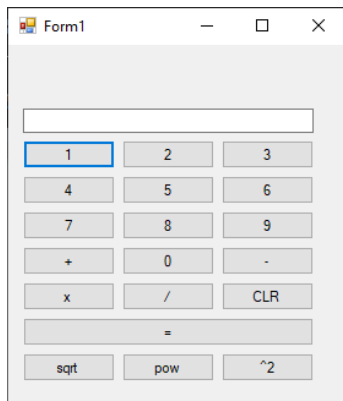 Form1
1 2 3
4 5 6
7 8 9
+ 0 -
x / CLR
=
sqrt pow ^2